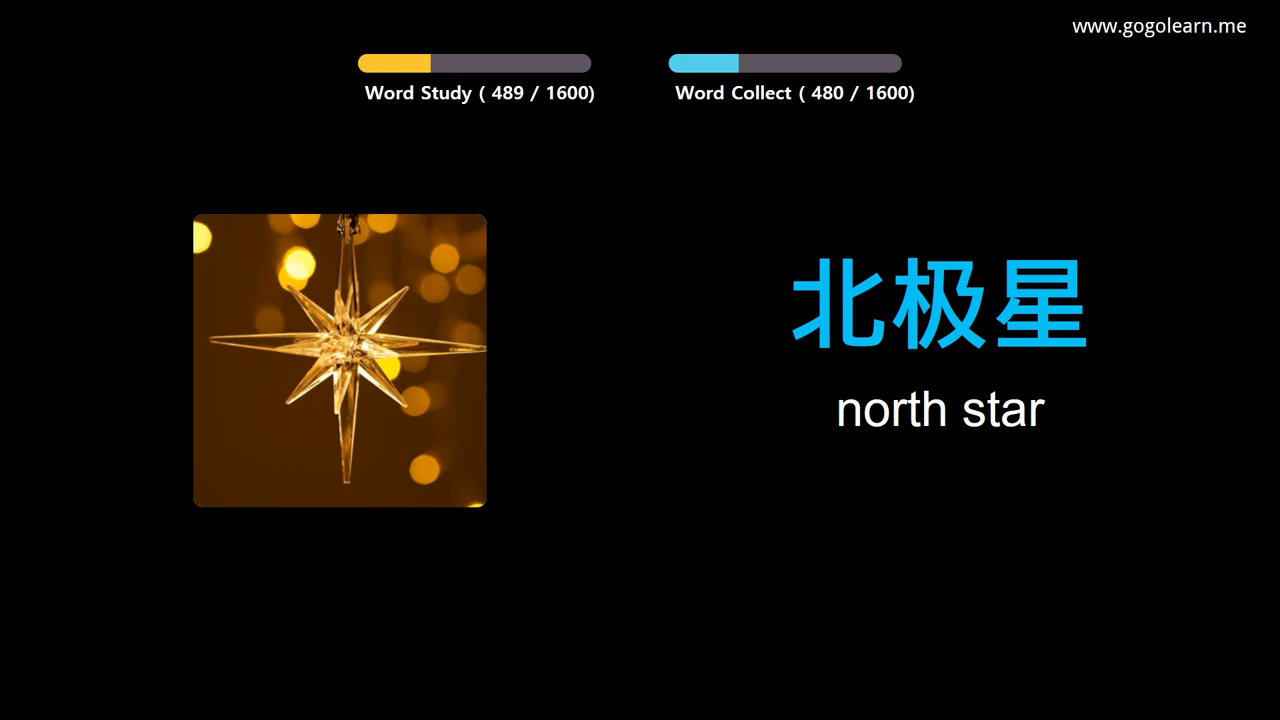 www.gogolearn.me
Word Study ( 489 / 1600)
Word Collect ( 480 / 1600)
北极星
north star